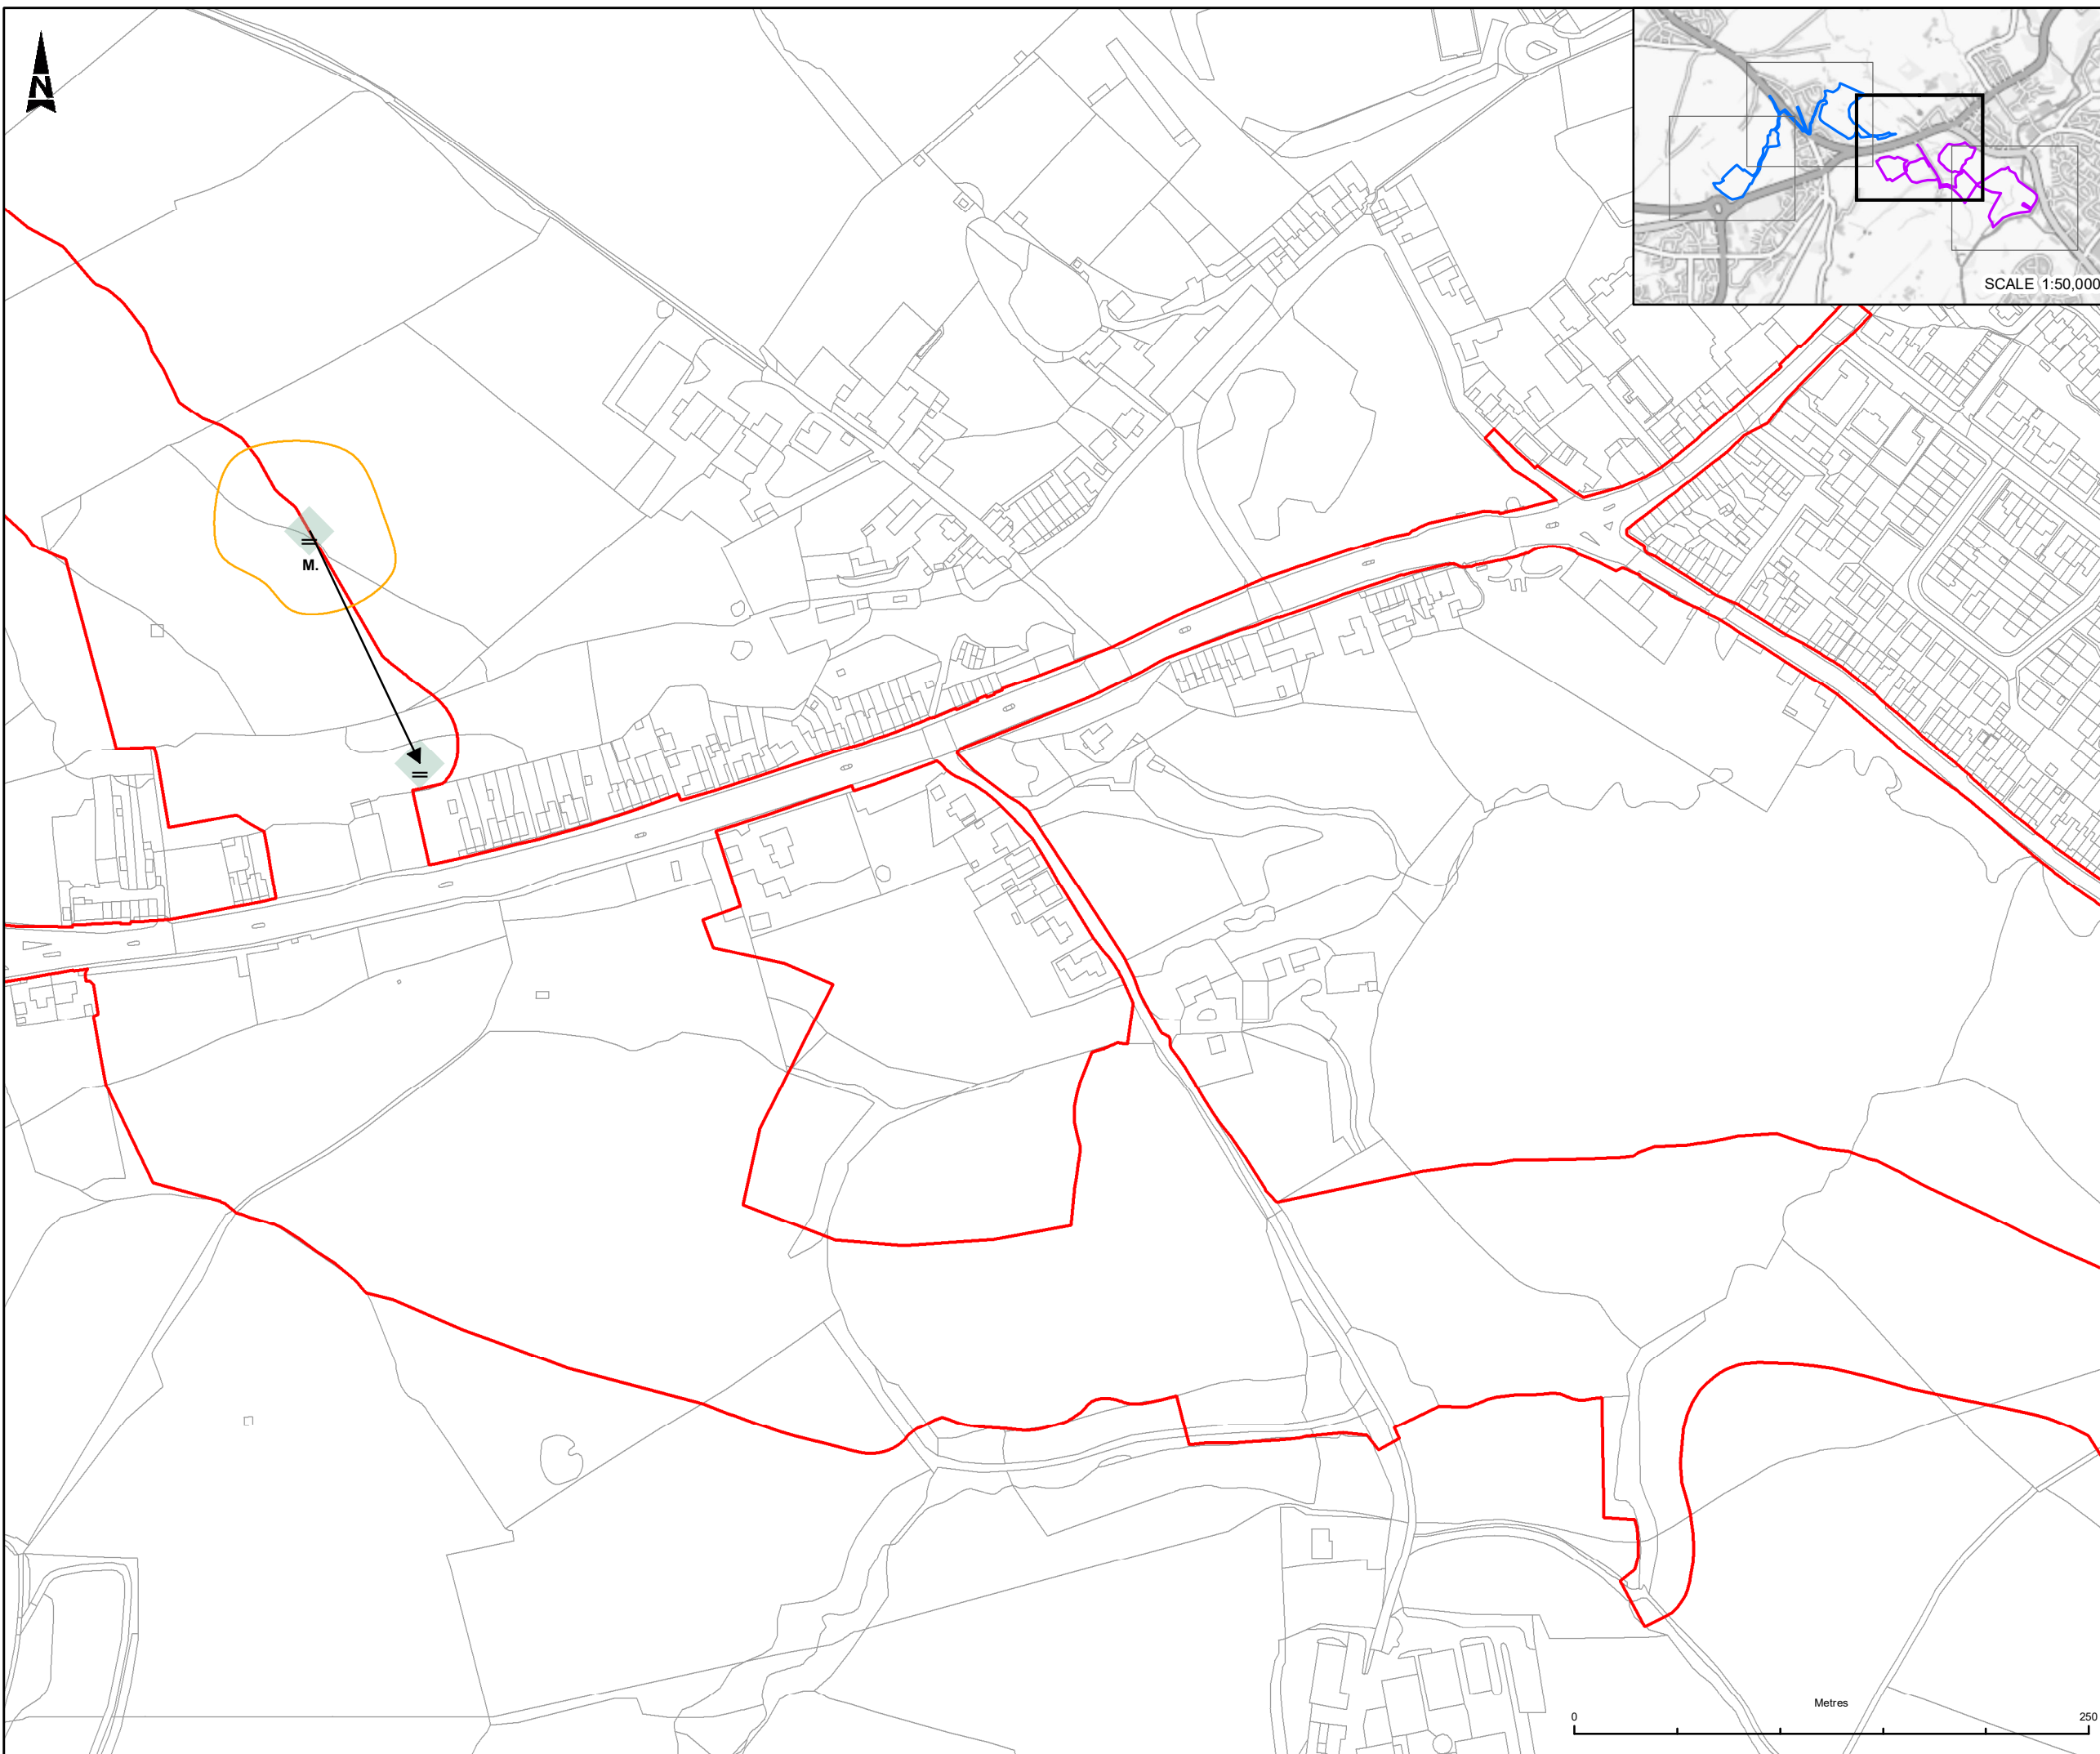 N
SCALE 1:50,000
=
M.
=
Metres
0 250